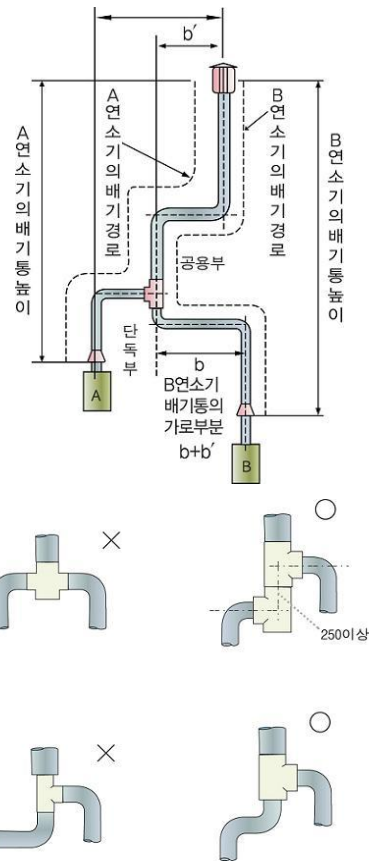 b′
A연소기의배기통높이
A연소기의배기경로
B연소기의배기경로
B연소기의배기통높이
공용부
단독부
b
B연소기
배기통의
가로부분
b+b′
A
B
250이상